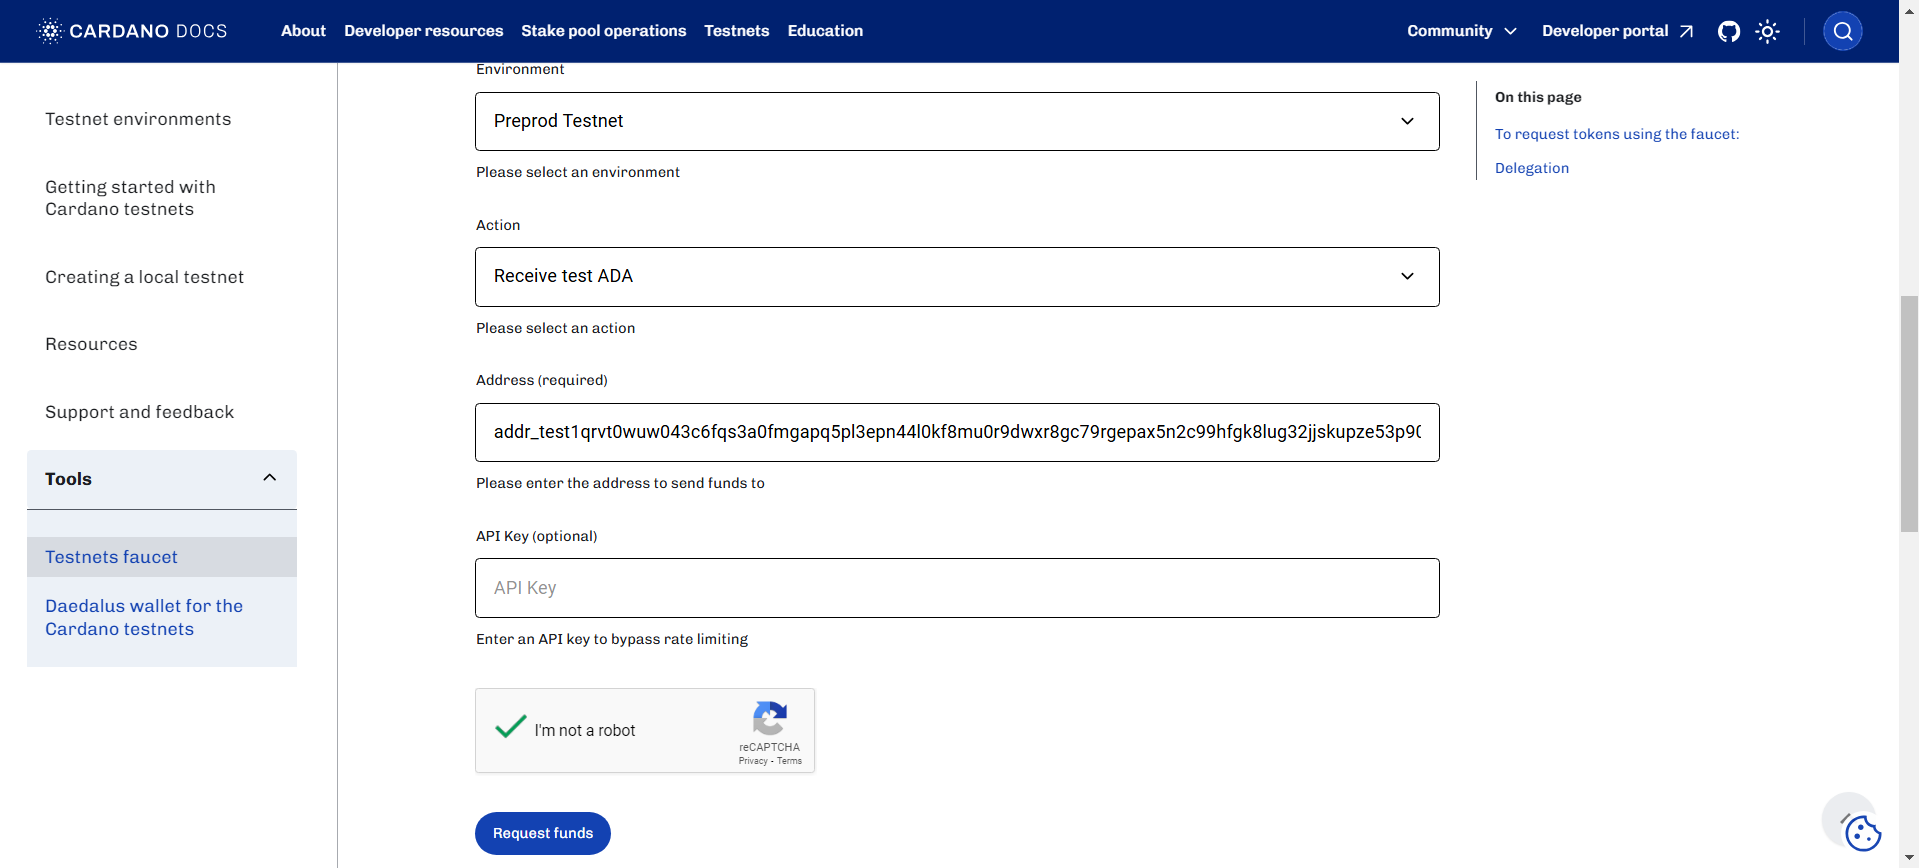 CARDANO DOCS
About
Developer resources
Stake pool operations
Testnets
Education
Community
Developer portal
Testnet environments
Getting started with
Cardano testnets
Creating a local testnet
Resources
Support and feedback
Tools
Testnets faucet
Daedalus wallet for the
Cardano testnets
Environment
Preprod Testnet
Please select an environment
Action
Receive test ADA
Please select an action
Address (required)
addr_test1qrvt0wuw043c6fqs3a0fmgapq5pl3epn44l0kf8mu0r9dwxr8gc79rgepax5n2c99hfgk8lug32jjskupze53p90
Please enter the address to send funds to
API Key (optional)
API Key
Enter an API key to bypass rate limiting
I'm not a robot
reCAPTCHA
Privacy - Terms
Request funds
On this page
To request tokens using the faucet:
Delegation